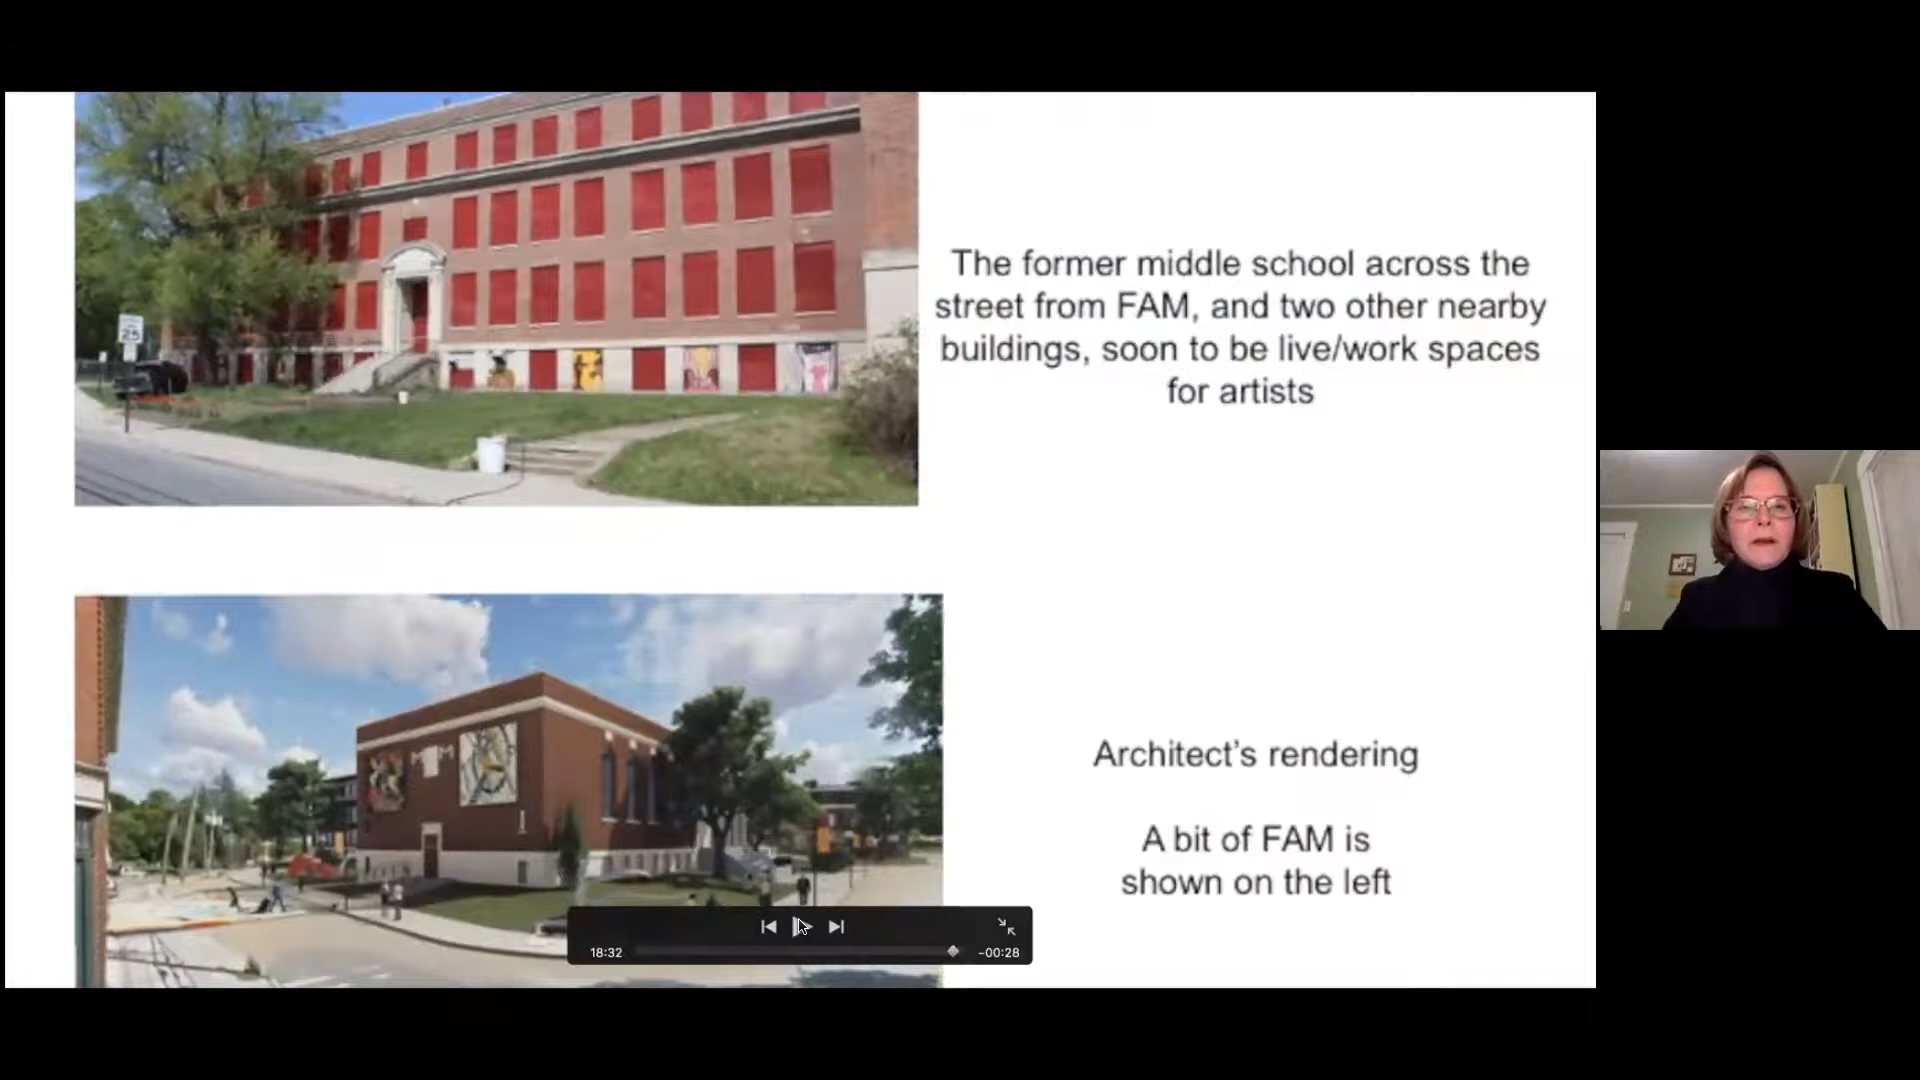 The former middle school across the
street from FAM, and two other nearby
buildings, soon to be live/work spaces
for artists
25
Architect's rendering
A bit of FAM is
shown on the left
18:32
-00:28